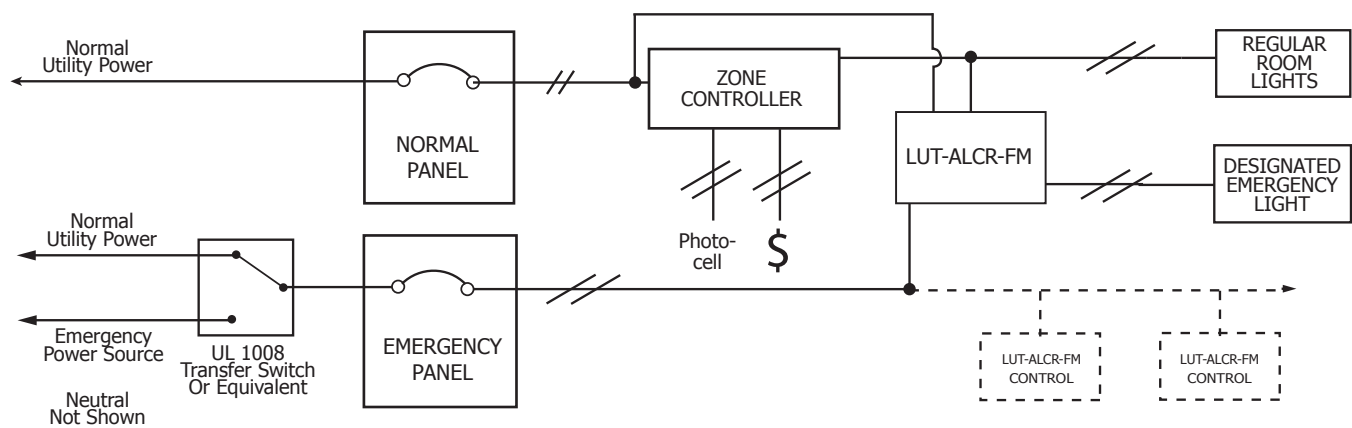 Normal
Utility Power
NORMAL
PANEL
ZONE
CONTROLLER
REGULAR
ROOM
LIGHTS
LUT-ALCR-FM
DESIGNATED
EMERGENCY
LIGHT
Photo-
cell
$
Normal
Utility Power
Emergency
Power Source
UL 1008
Transfer Switch
Or Equivalent
EMERGENCY
PANEL
LUT-ALCR-FM
CONTROL
LUT-ALCR-FM
CONTROL
Neutral
Not Shown